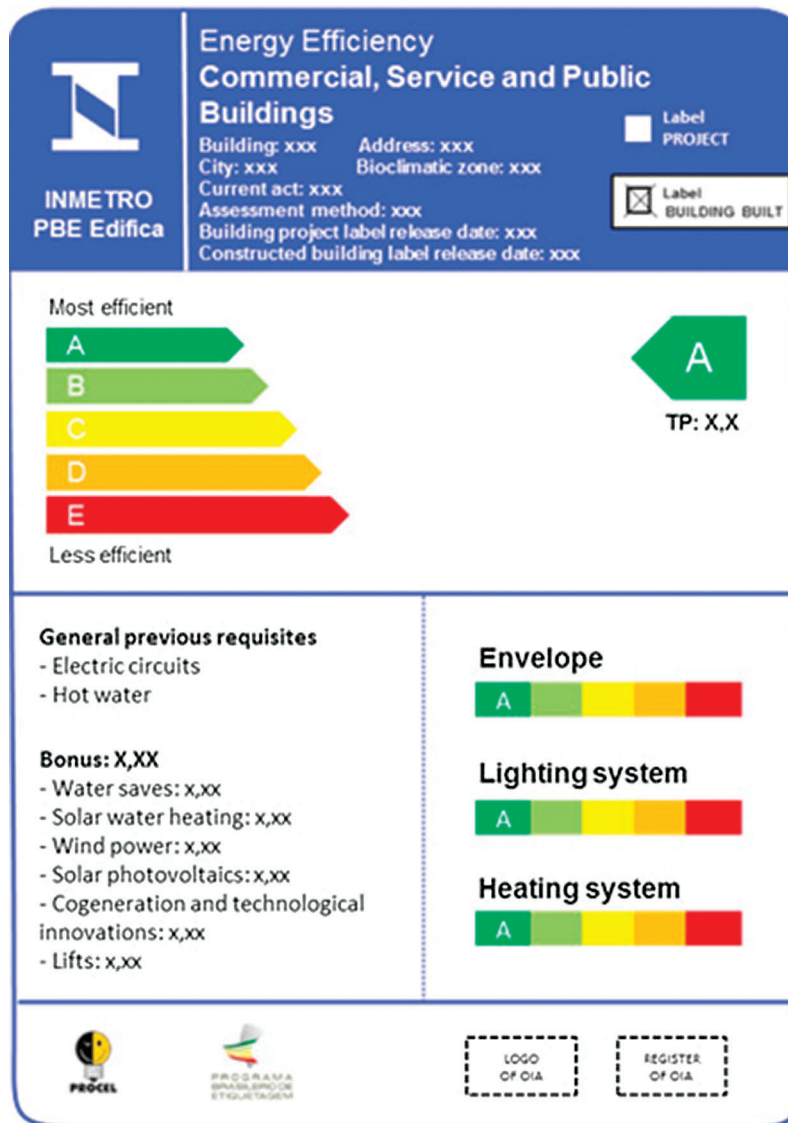 Energy Efficiency
Commercial, Service and Public
Buildings
Building: xxx Address: xxx
City: xxx Bioclimatic zone: xxx
Current act: xxx
Assessment method: xxx
Building project label release date: xxx
Constructed building label release date: xxx
Label
PROJECT
Label
BUILDING BUILT
INMETRO
PBE Edifica
Most efficient
A
B
C
D
E
Less efficient
A
TP: X,X
General previous requisites
- Electric circuits
- Hot water
Bonus: X,XX
- Water saves: x,xx
- Solar water heating: x,xx
- Wind power: x,xx
- Solar photovoltaics: x,xx
- Cogeneration and technological
innovations: x,xx
- Lifts: x,xx
Envelope
A
Lighting system
A
Heating system
A
PROCEL
PROGRAMA
BRASILEIRO DE
ETIQUETAGEM
LOGO
OF OIA
REGISTER
OF OIA